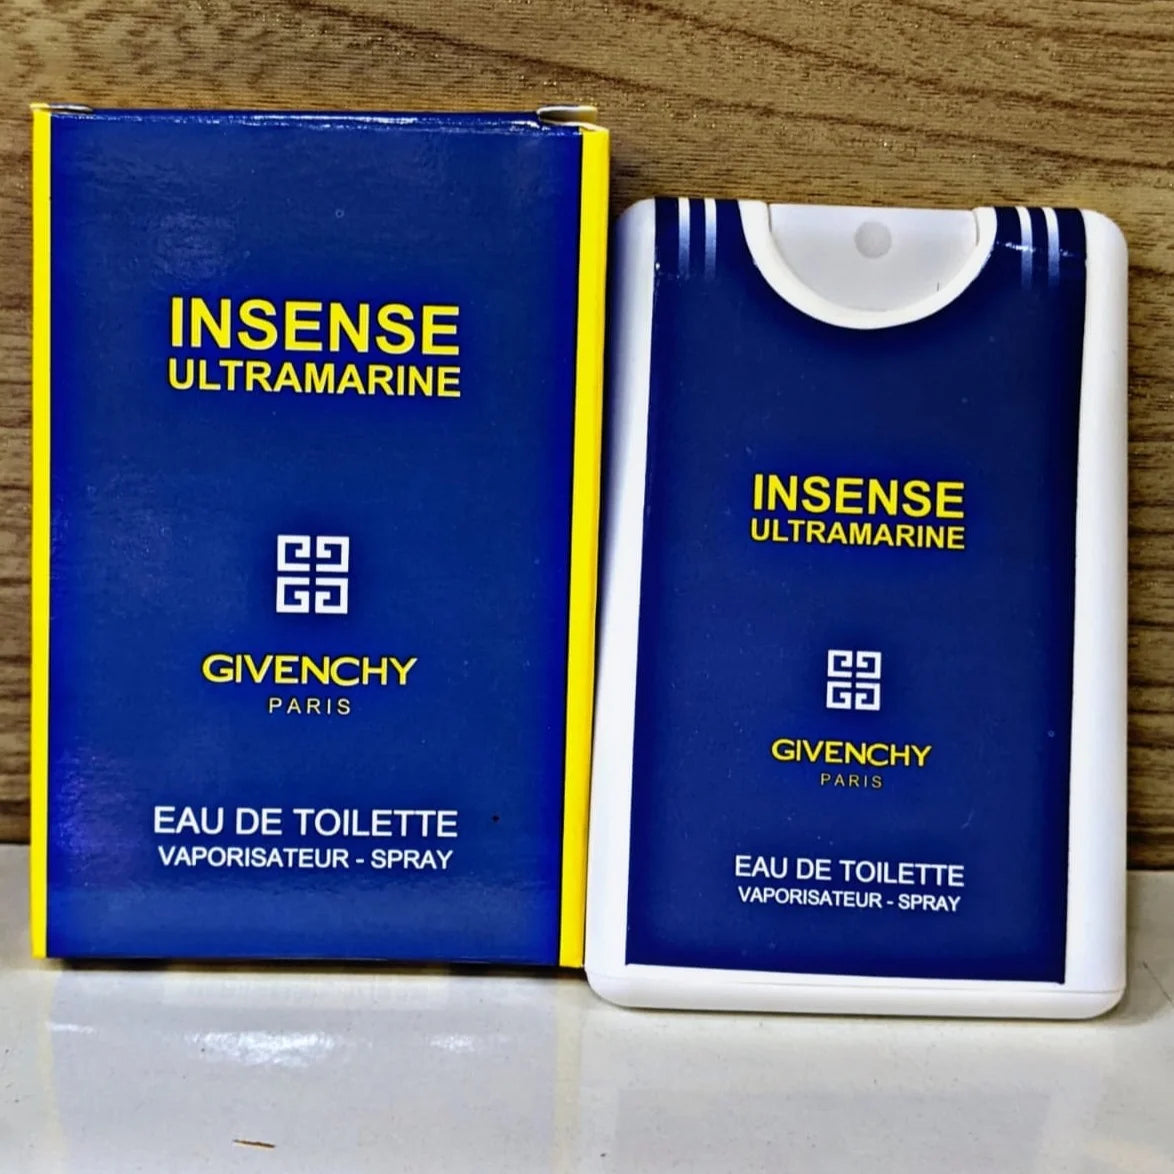 INSENSE
ULTRAMARINE
GIVENCHY
PARIS
EAU DE TOILETTE
VAPORISATEUR - SPRAY
INSENSE
ULTRAMARINE
GIVENCHY
PARIS
EAU DE TOILETTE
VAPORISATEUR - SPRAY